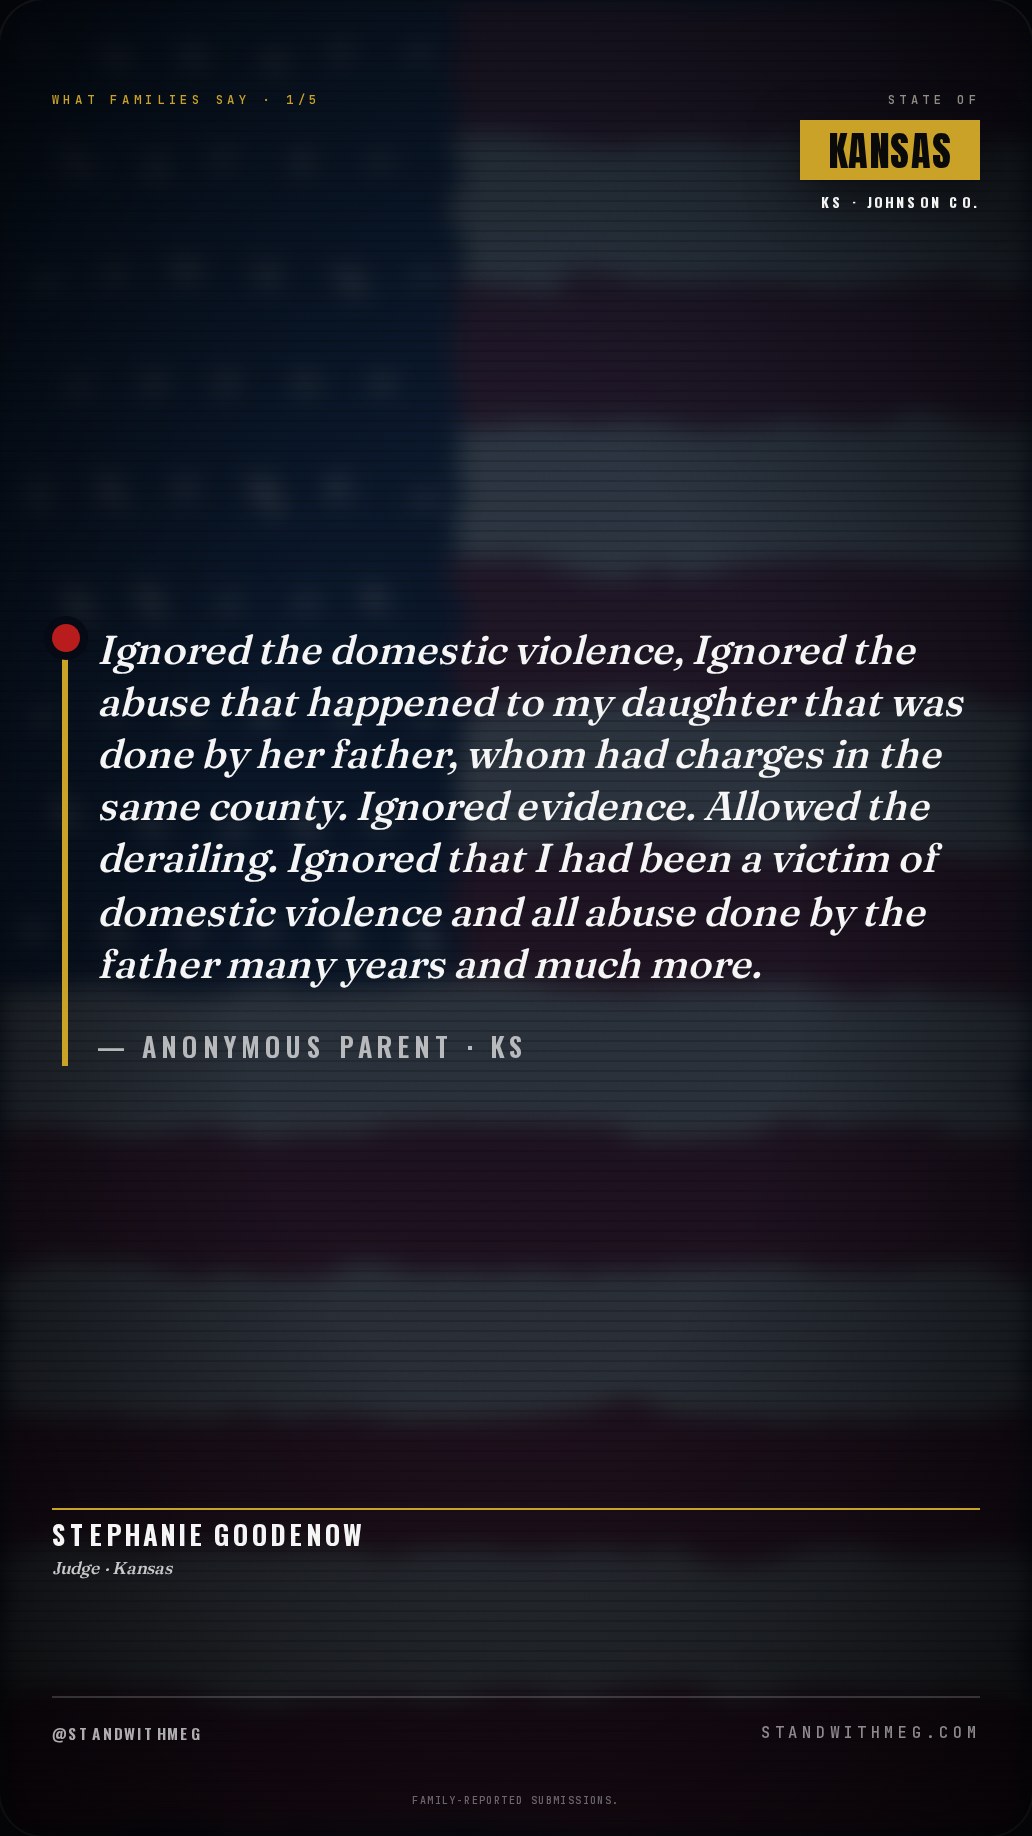 WHAT FAMILIES SAY · 1/5
STATE OF
KANSAS
KS · JOHNSON CO.
Ignored the domestic violence, Ignored the
abuse that happened to my daughter that was
done by her father, whom had charges in the
same county. Ignored evidence. Allowed the
derailing. Ignored that I had been a victim of
domestic violence and all abuse done by the
father many years and much more.
— ANONYMOUS PARENT · KS
STEPHANIE GOODENOW
Judge · Kansas
@STANDWITHMEG
STANDWITHMEG.COM
FAMILY-REPORTED SUBMISSIONS.